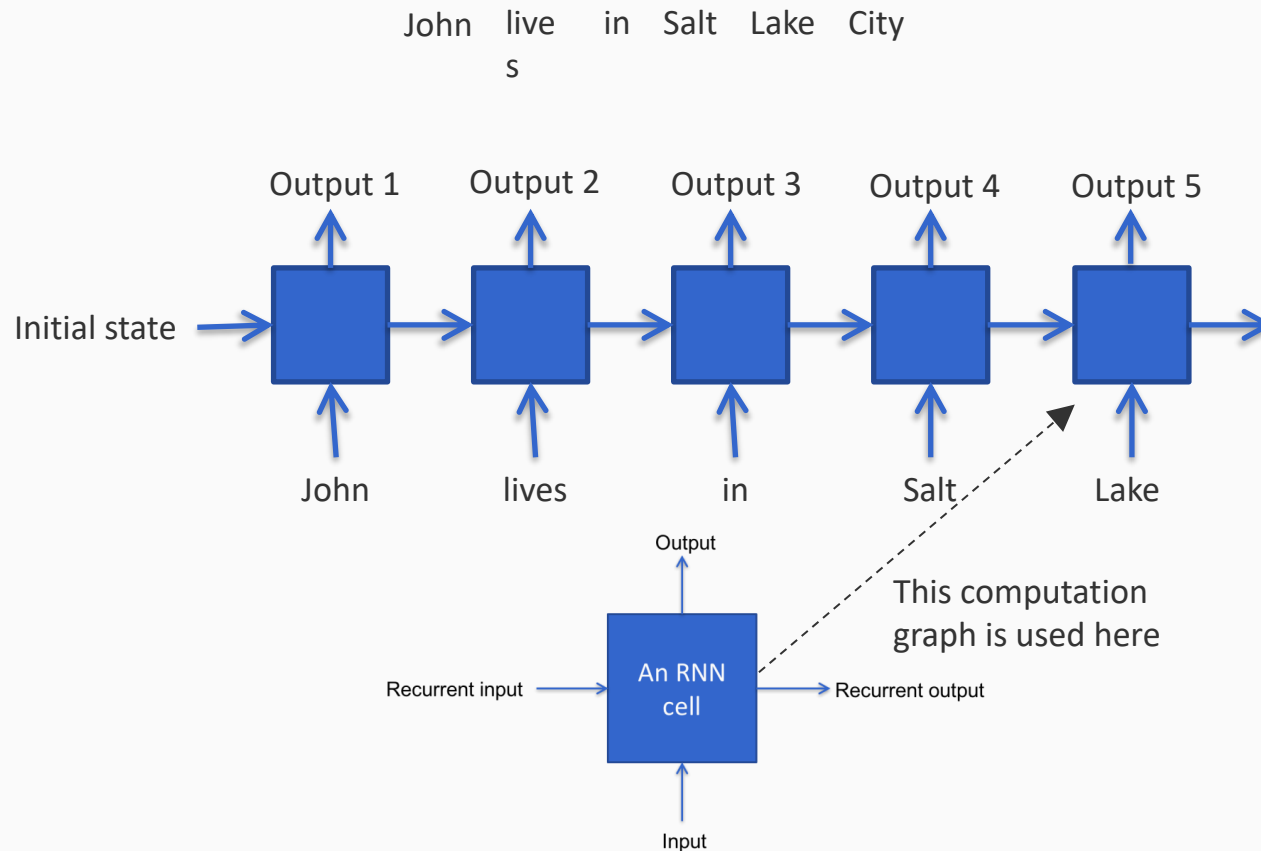 John lives in Salt Lake City
Output 1 Output 2 Output 3 Output 4 Output 5
Initial state
John lives in Salt Lake
Output
This computation
graph is used here
An RNN
cell
Recurrent input
Recurrent output
Input